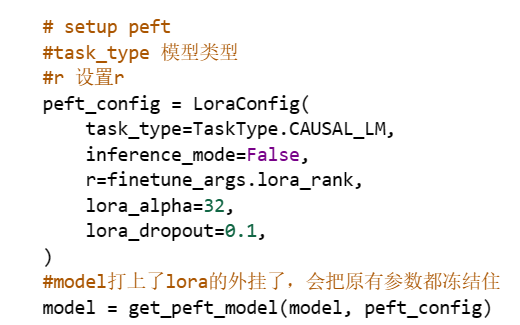 # setup peft
#task_type 模型类型
#r 设置r
peft_config = LoraConfig(
    task_type=TaskType.CAUSAL_LM,
    inference_mode=False,
    r=finetune_args.lora_rank,
    lora_alpha=32,
    lora_dropout=0.1,
)
#model打上了lora的外挂了，会把原有参数都冻结住
model = get_peft_model(model, peft_config)